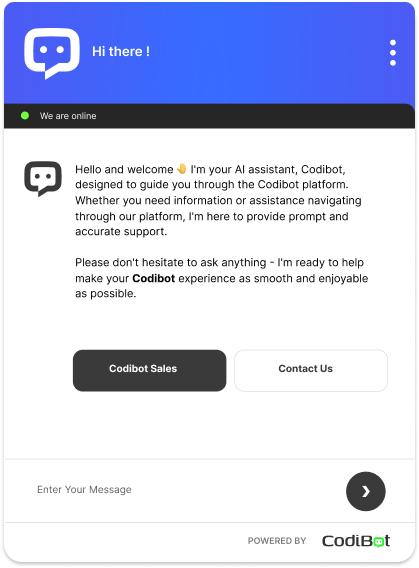 Hi there !
We are online
Hello and welcome 🤚 I'm your AI assistant, Codibot,
designed to guide you through the Codibot platform.
Whether you need information or assistance navigating
through our platform, I'm here to provide prompt and
accurate support.
Please don't hesitate to ask anything - I'm ready to help
make your Codibot experience as smooth and enjoyable
as possible.
Codibot Sales
Contact Us
Enter Your Message
POWERED BY CodiBot